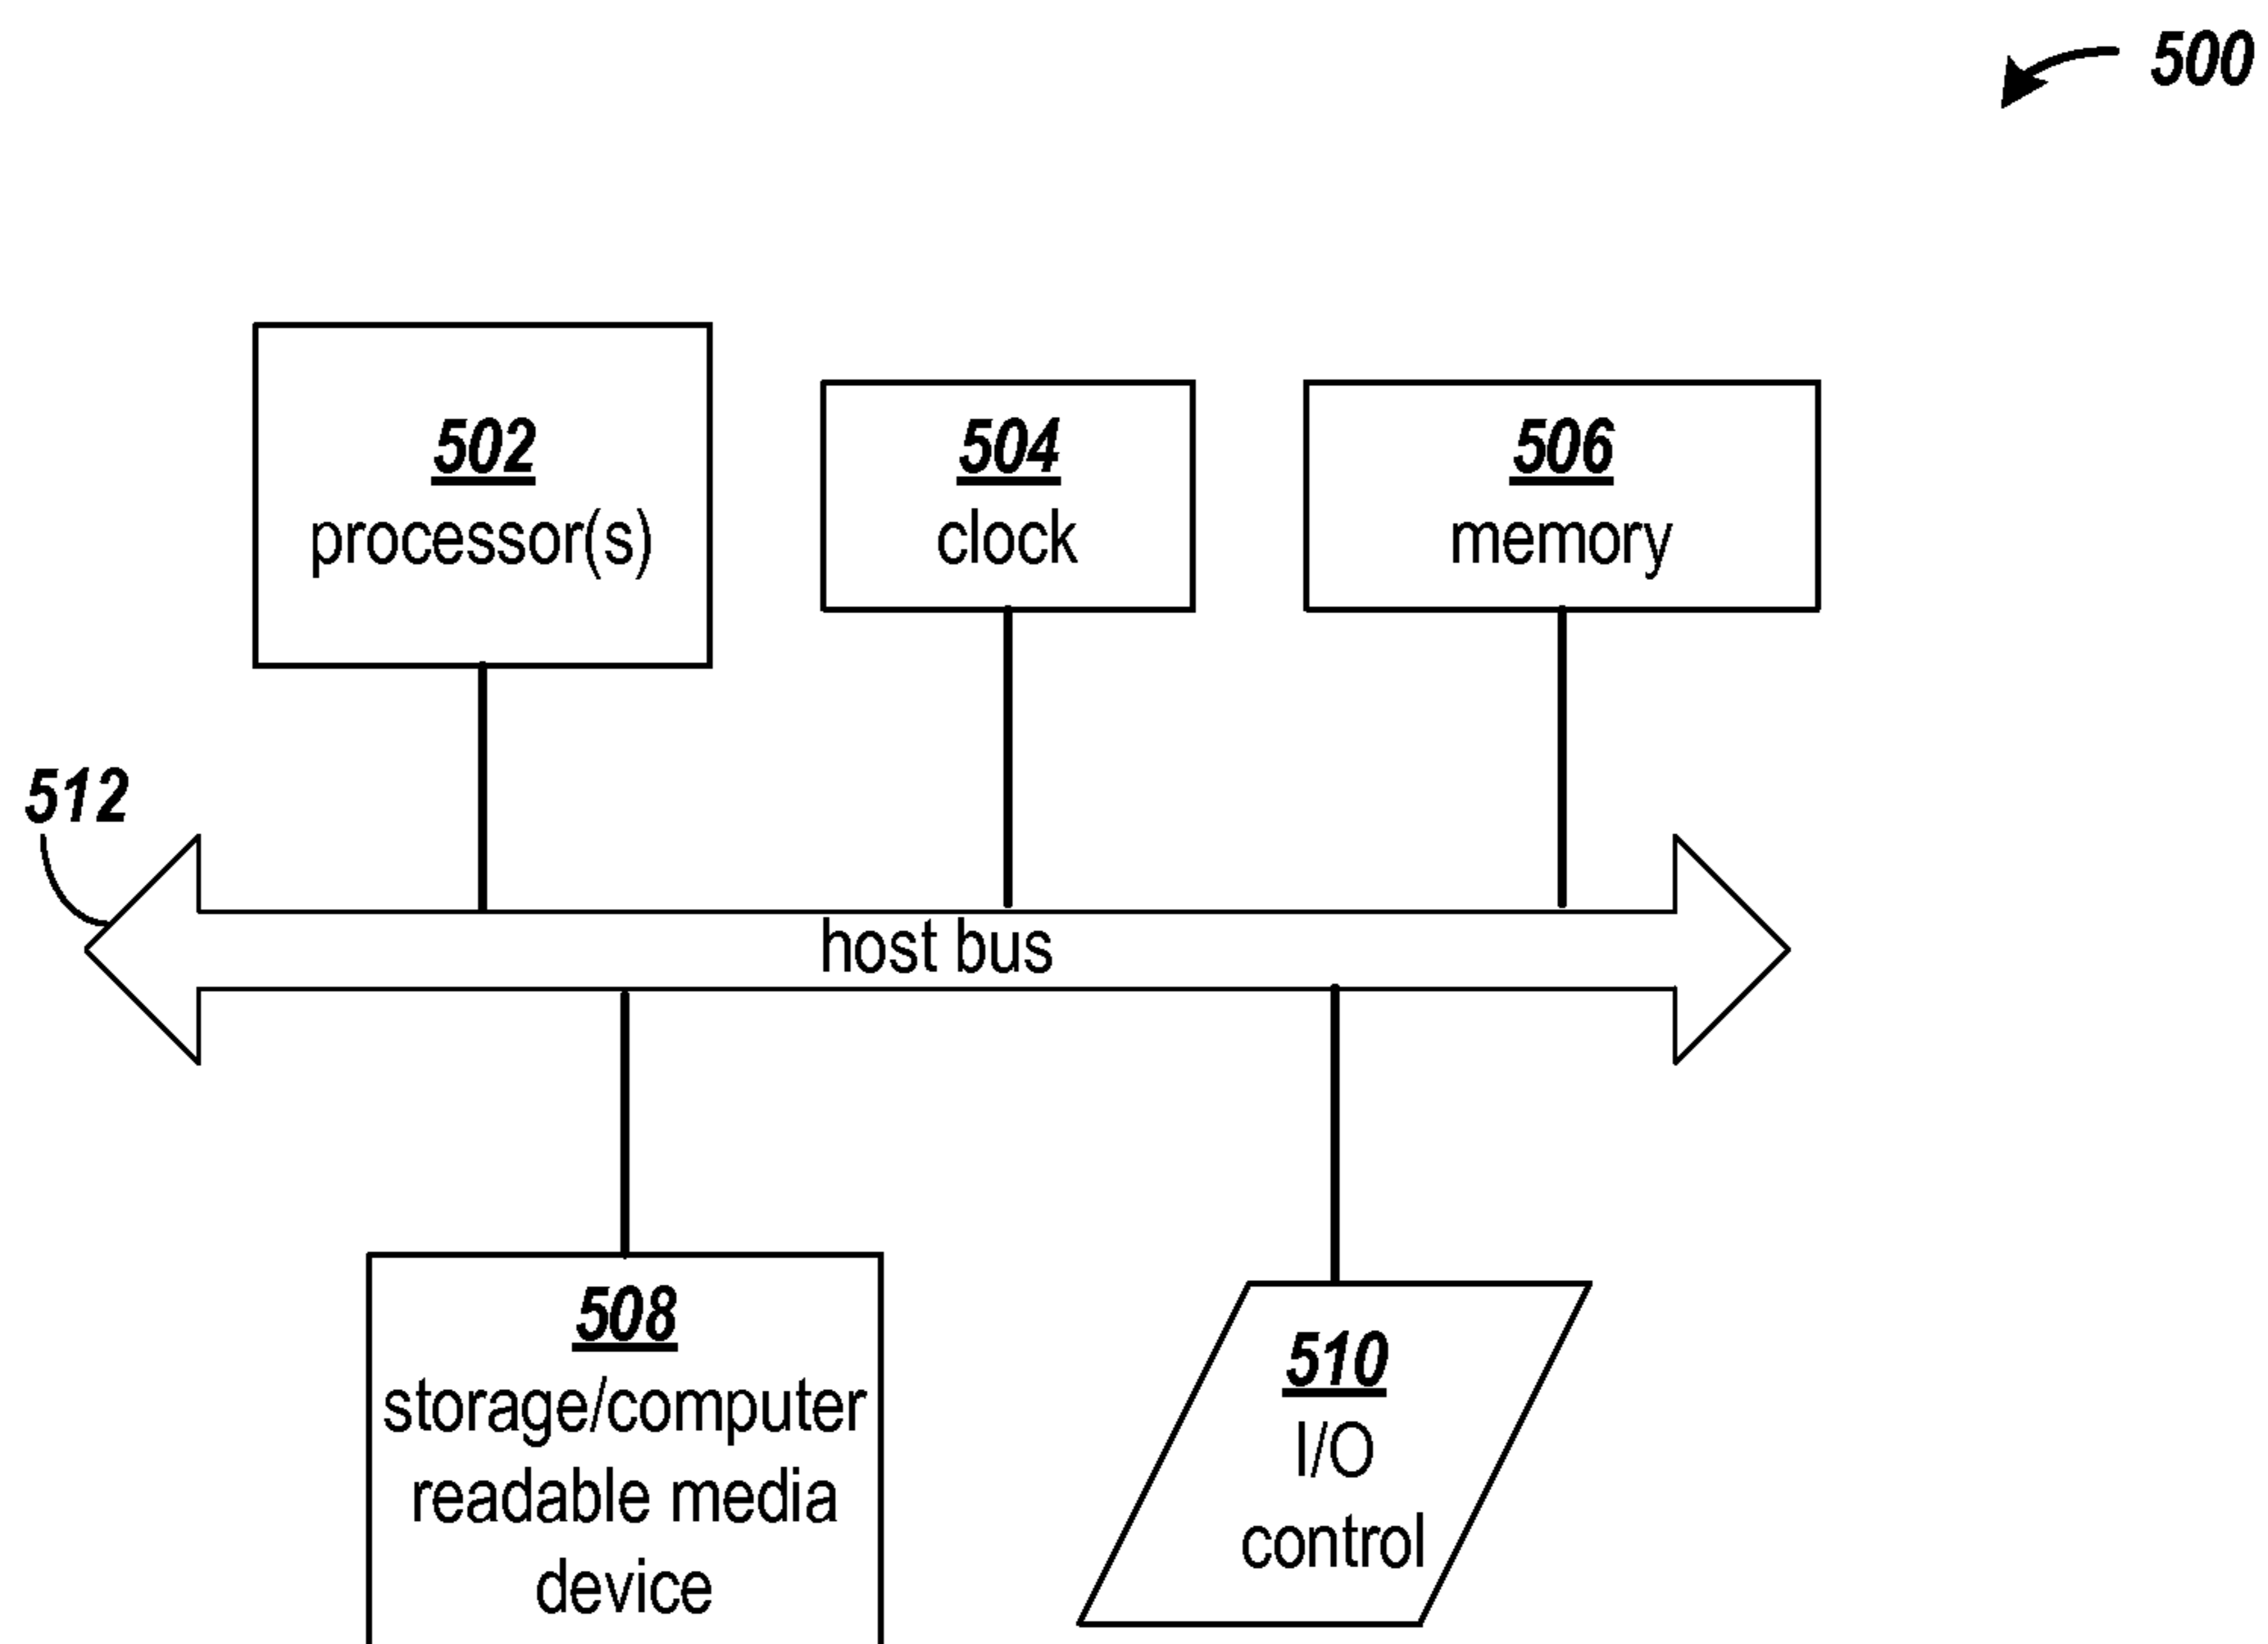 500
502
processor(s)
504
clock
506
memory
512
host bus
508
storage/computer
readable media
device
510
I/O
control